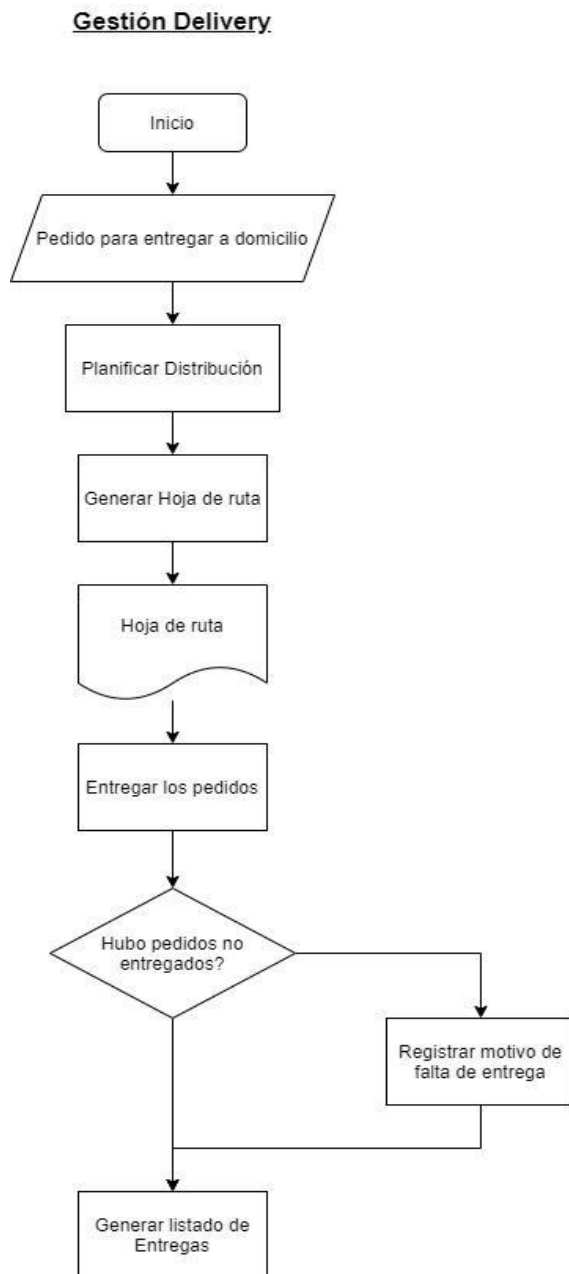 Gestión Delivery
Inicio
Pedido para entregar a domicilio
Planificar Distribución
Generar Hoja de ruta
Hoja de ruta
Entregar los pedidos
Hubo pedidos no
entregados?
Registrar motivo de
falta de entrega
Generar listado de
Entregas